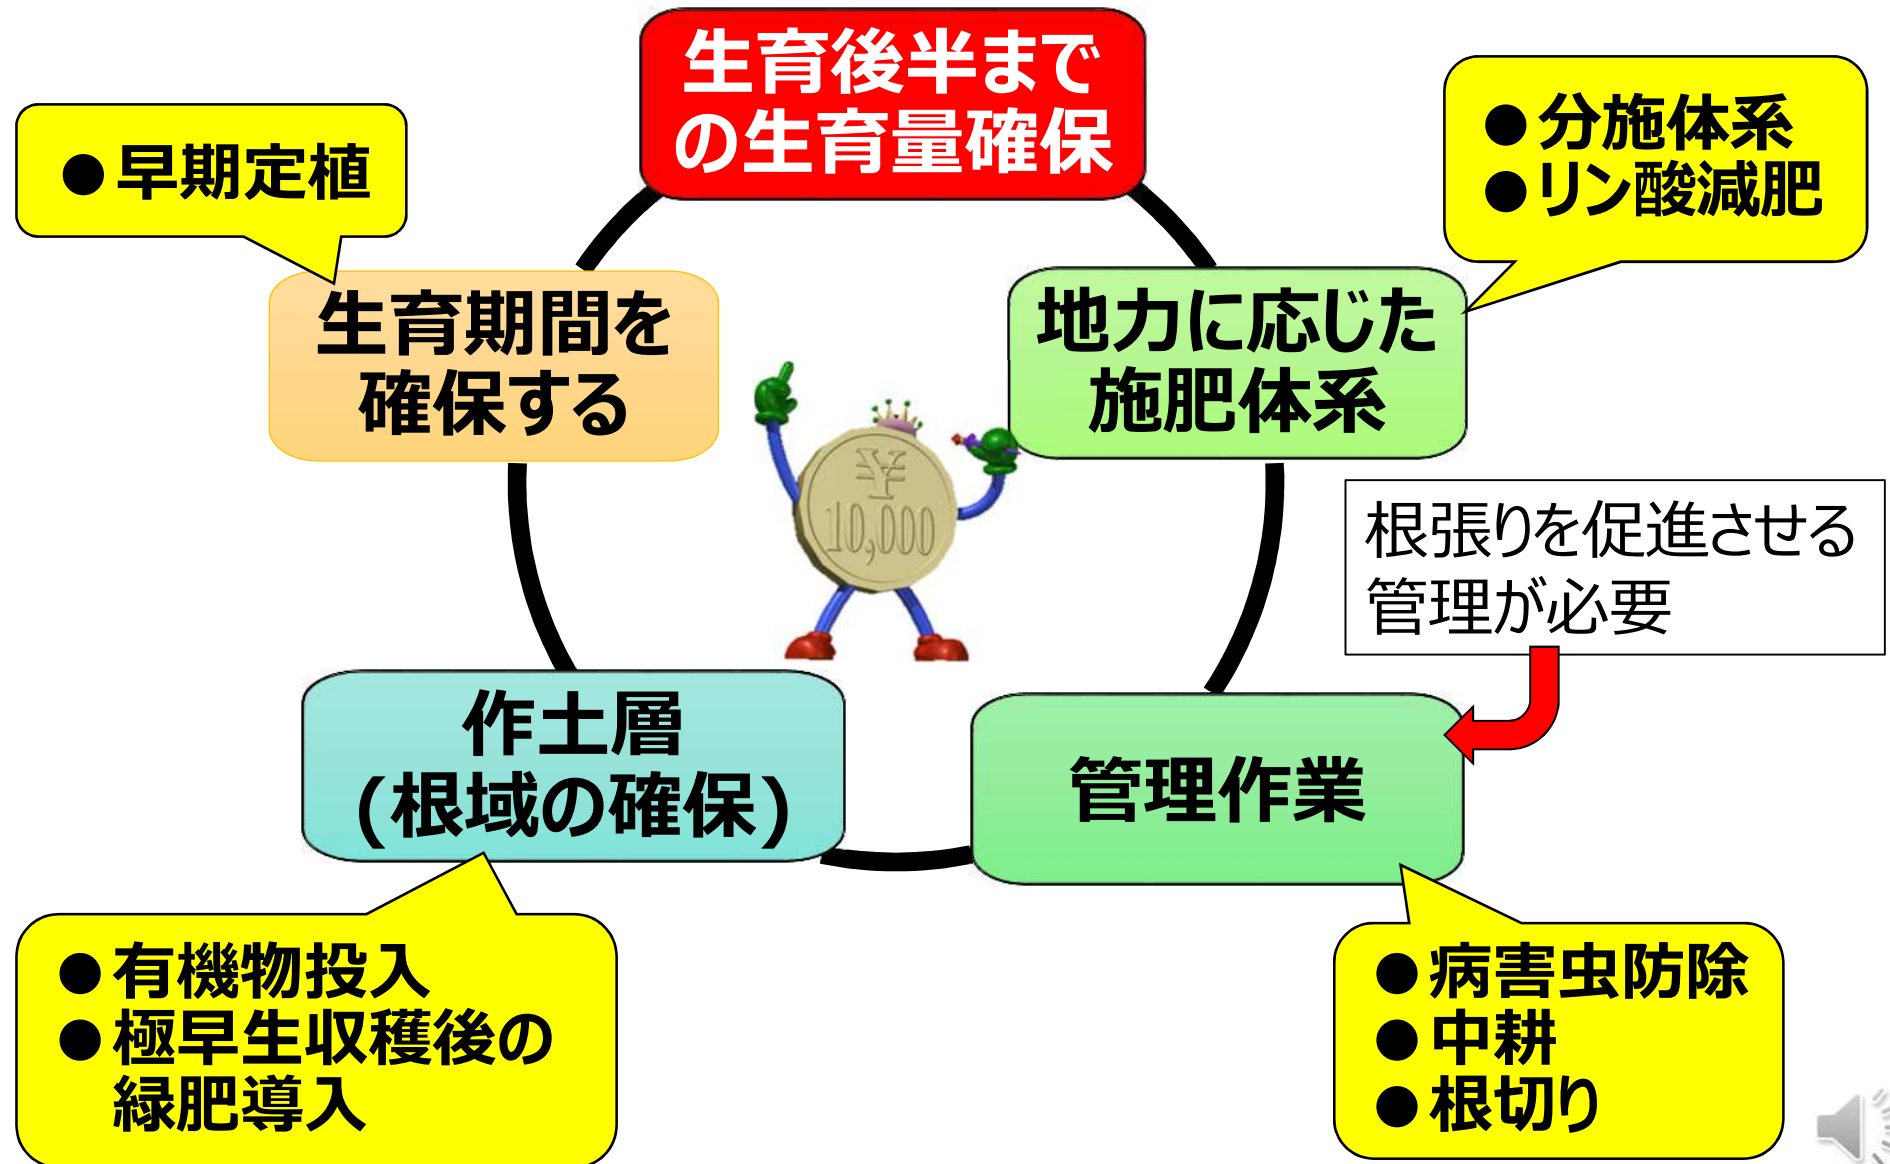 生育後半まで
の生育量確保
●早期定植
●分施体系
●リン酸減肥
生育期間を
確保する
地力に応じた
施肥体系
¥
10,000
根張りを促進させる
管理が必要
作土層
(根域の確保)
管理作業
●有機物投入
●極早生収穫後の
緑肥導入
●病害虫防除
●中耕
●根切り